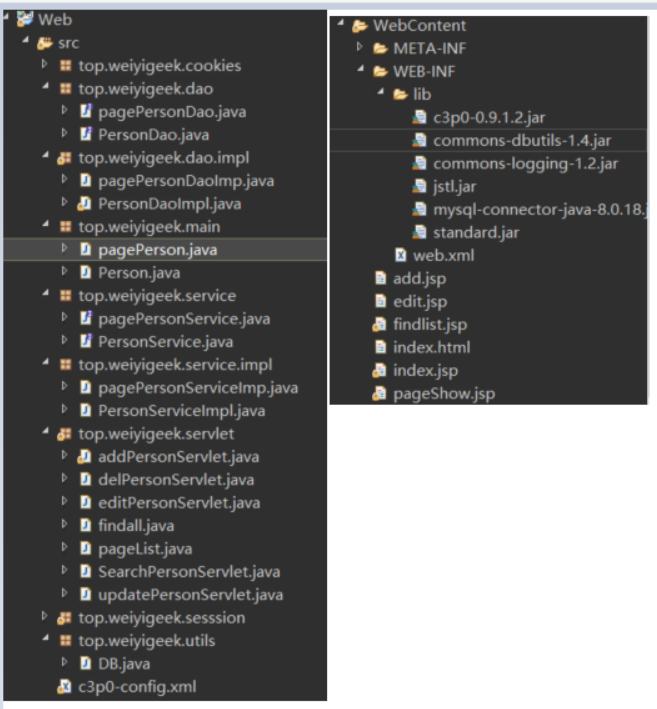 Web
src
top.weiyigeek.cookies
top.weiyigeek.dao
pagePersonDao.java
PersonDao.java
top.weiyigeek.dao.impl
pagePersonDaoImp.java
PersonDaoImpl.java
top.weiyigeek.main
pagePerson.java
Person.java
top.weiyigeek.service
pagePersonService.java
PersonService.java
top.weiyigeek.service.impl
pagePersonServiceImp.java
PersonServiceImpl.java
top.weiyigeek.servlet
addPersonServlet.java
delPersonServlet.java
editPersonServlet.java
findall.java
pageList.java
SearchPersonServlet.java
updatePersonServlet.java
top.weiyigeek.sesssion
top.weiyigeek.utils
DB.java
c3p0-config.xml
WebContent
META-INF
WEB-INF
lib
c3p0-0.9.1.2.jar
commons-dbutils-1.4.jar
commons-logging-1.2.jar
jstl.jar
mysql-connector-java-8.0.18.j
standard.jar
web.xml
add.jsp
edit.jsp
findlist.jsp
index.html
index.jsp
pageShow.jsp